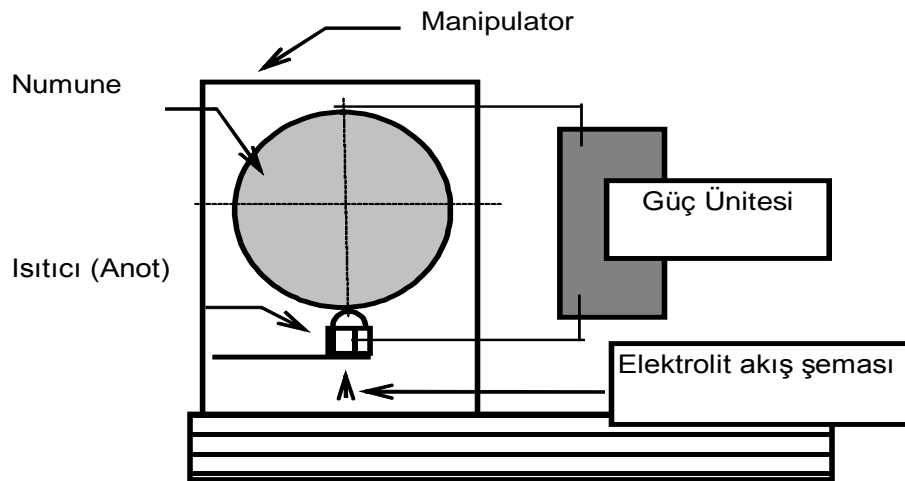 Manipulator
Numune
Güç Ünitesi
Isıtıcı (Anot)
Elektrolit akış şeması